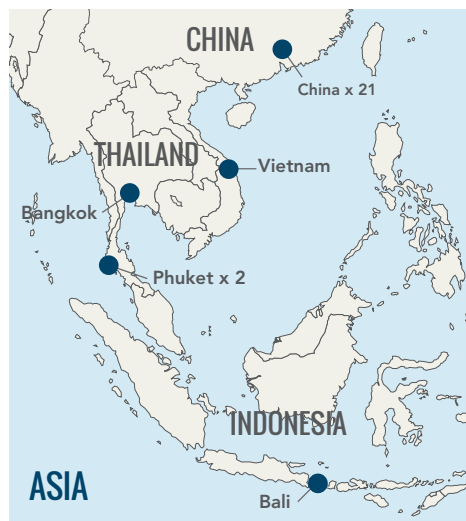 CHINA
China x 21
THAILAND
Vietnam
Bangkok
Phuket x 2
INDONESIA
ASIA
Bali